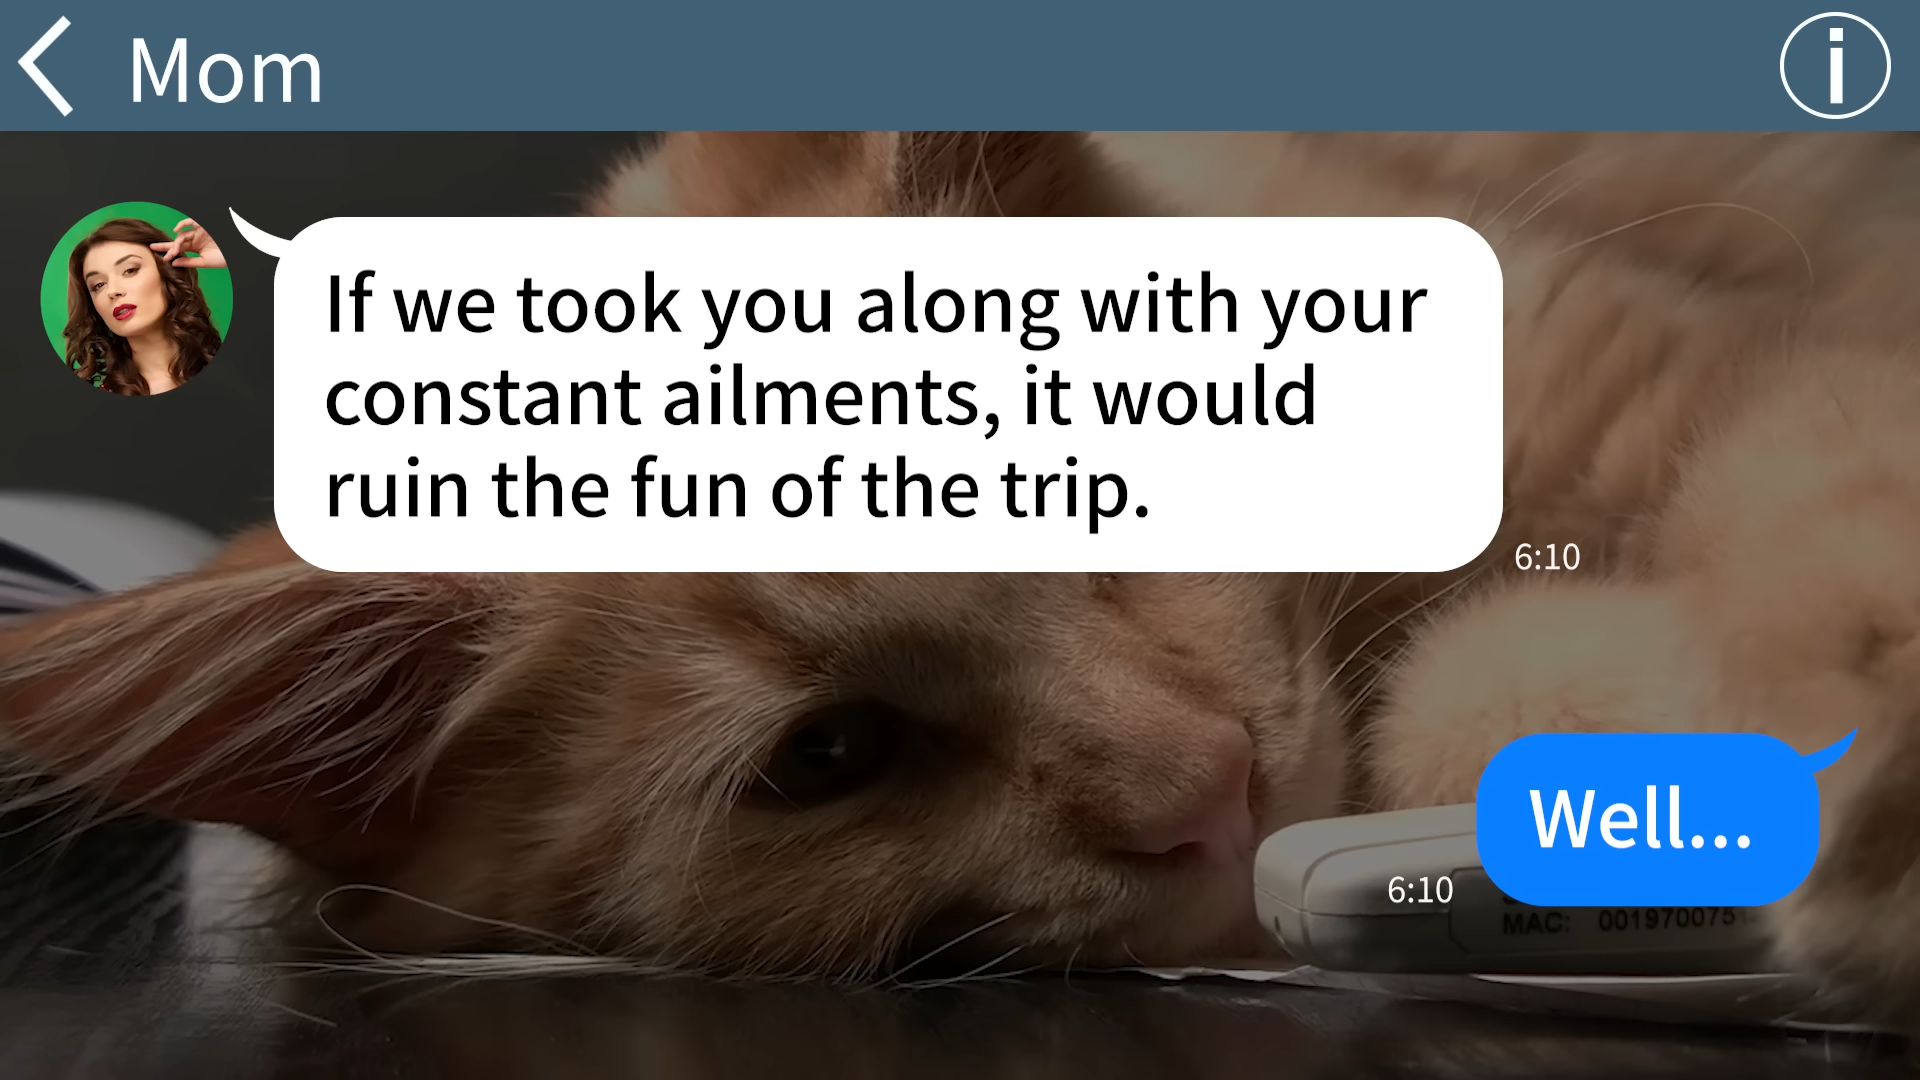 Mom
If we took you along with your
constant ailments, it would
ruin the fun of the trip.
6:10
Well...
6:10
MAC: 001970075